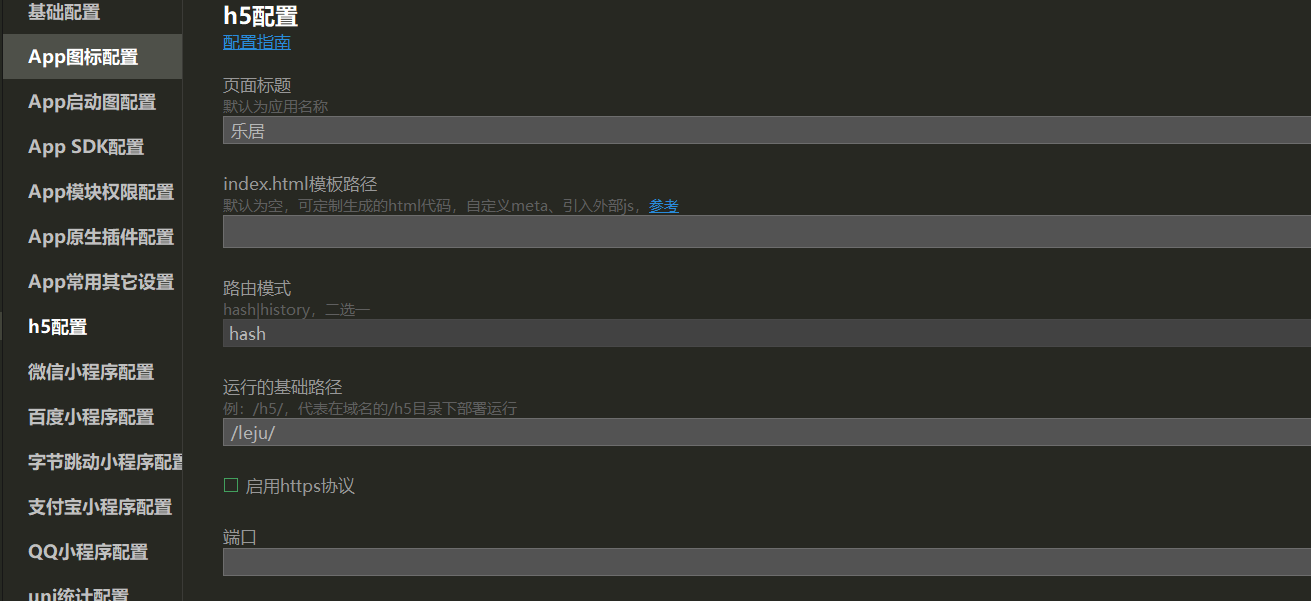 基础配置
App图标配置
App启动图配置
App SDK配置
App模块权限配置
App原生插件配置
App常用其它设置
h5配置
微信小程序配置
百度小程序配置
字节跳动小程序配置
支付宝小程序配置
QQ小程序配置
uni统计配置
h5配置
配置指南
页面标题
默认为应用名称
乐居
index.html模板路径
默认为空，可定制生成的html代码，自定义meta、引入外部js，参考
路由模式
hash|history，二选一
hash
运行的基础路径
例：/h5/，代表在域名的/h5目录下部署运行
/leju/
启用https协议
端口